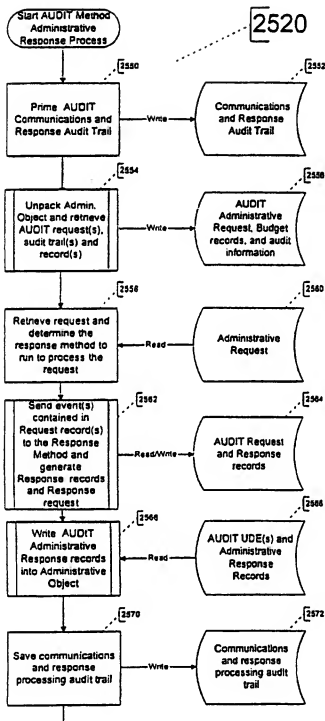 Start AUDIT Method
Administrative
Response Process
2520
2550
2552
Prime AUDIT
Communications and
Response Audit Trail
Write
Communications
and Response
Audit Trail
2554
2558
Unpack Admin.
Object and retrieve
AUDIT request(s),
audit trail(s) and
record(s)
Write
AUDIT
Administrative
Request, Budget
records, and audit
information
2556
2560
Retrieve request and
determine the
response method to
run to process the
request
Read
Administrative
Request
2562
2564
Send event(s)
contained in
Request record(s)
to the Response
Method and
generate
Response records
and Response
request
Read/Write
AUDIT Request
and Response
records
2566
Write AUDIT
Administrative
Response records
into Administrative
Object
Read
AUDIT UDE(s) and
Administrative
Response
Records
2570
2572
Save communications
and response
processing audit trail
Write
Communications
and response
processing audit
trail